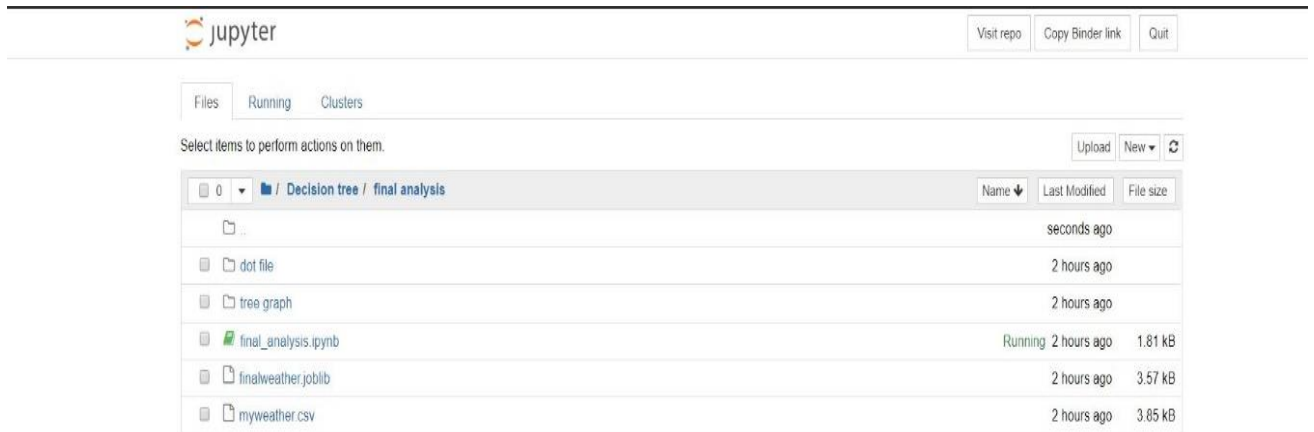 jupyter Visit repo Copy Binder link Quit
Files Running Clusters
Select items to perform actions on them. Upload New
0 / Decision tree / final analysis Name Last Modified File size
.. seconds ago
dot file 2 hours ago
tree graph 2 hours ago
final_analysis.ipynb Running 2 hours ago 1.81 kB
finalweather.joblib 2 hours ago 3.57 kB
myweather.csv 2 hours ago 3.85 kB